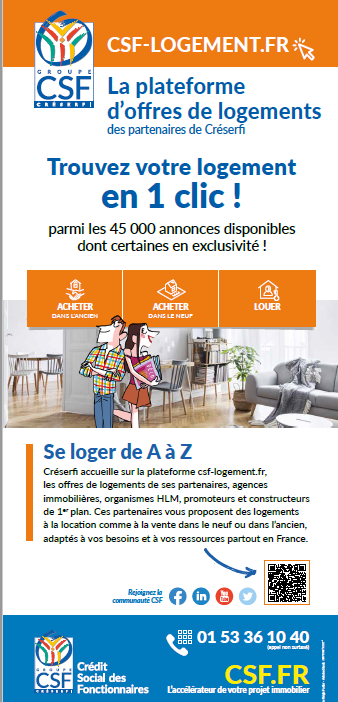 GROUPE
CSF
CRÉSERFI
CSF-LOGEMENT.FR
La plateforme
d'offres de logements
des partenaires de Créserfi
Trouvez votre logement
en 1 clic !
parmi les 45 000 annonces disponibles
dont certaines en exclusivité !
ACHETER
DANS L'ANCIEN
ACHETER
DANS LE NEUF
LOUER
Se loger de A à Z
Créserfi accueille sur la plateforme csf-logement.fr,
les offres de logements de ses partenaires, agences
immobilières, organismes HLM, promoteurs et constructeurs
de 1er plan. Ces partenaires vous proposent des logements
à la location comme à la vente dans le neuf ou dans l'ancien,
adaptés à vos besoins et à vos ressources partout en France.
Rejoignez la
communauté CSF
You
Tube
GROUPE
CSF
CRÉSERFI
Crédit
Social des
Fonctionnaires
01 53 36 10 40
(appel non surtaxé)
CSF.FR
L'accélérateur de votre projet immobilier